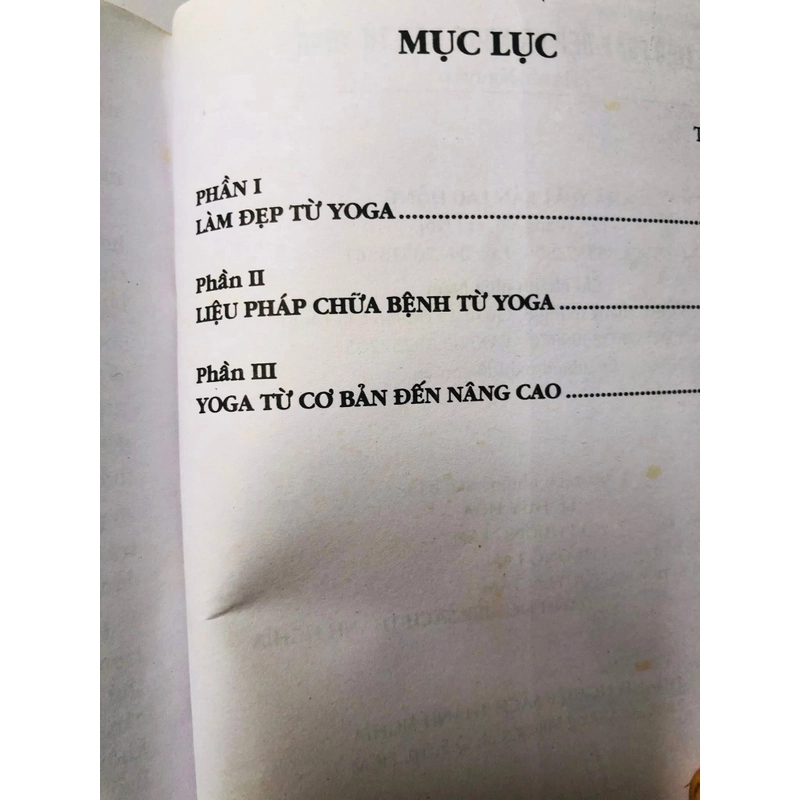 MỤC LỤC
T
PHẦN I
LÀM ĐẸP TỪ YOGA
Phần II
LIỆU PHÁP CHỮA BỆNH TỪ YOGA
Phần III
YOGA TỪ CƠ BẢN ĐẾN NÂNG CAO